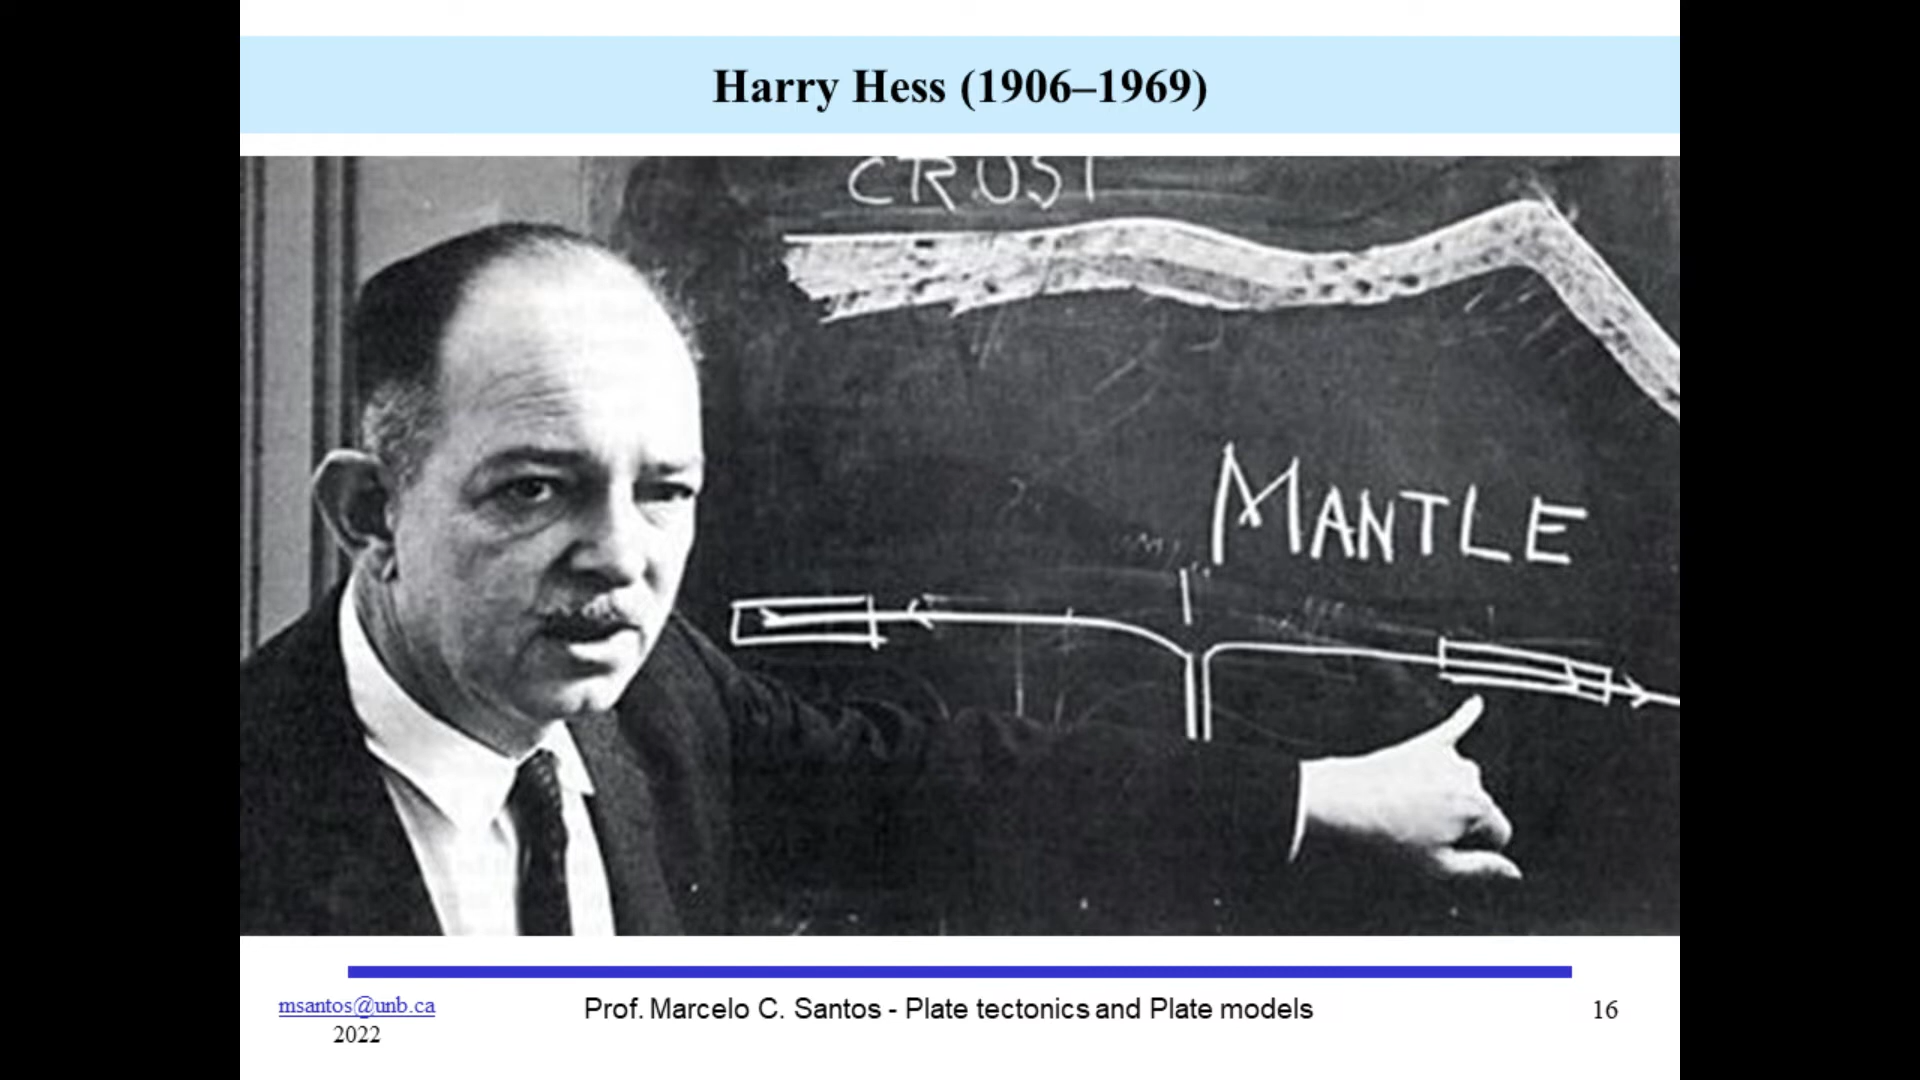 Harry Hess (1906–1969)
CRUST
MANTLE
msantos@unb.ca
2022
Prof. Marcelo C. Santos - Plate tectonics and Plate models
16